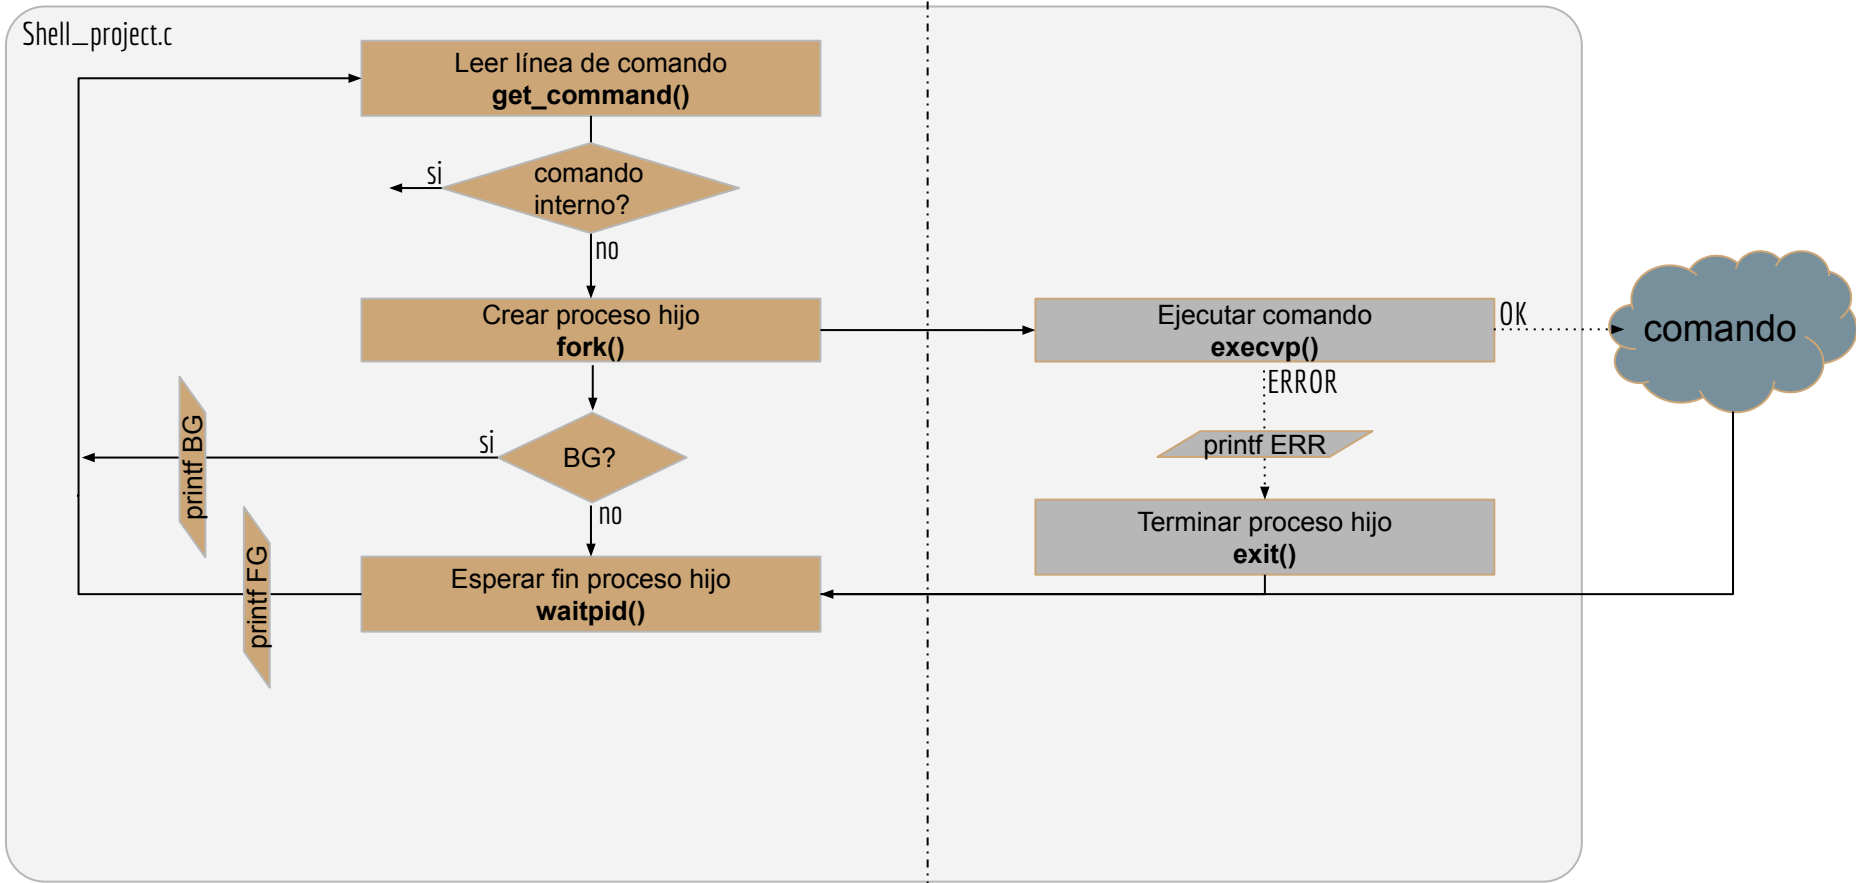 Shell_project.c
Leer línea de comando
get_command()
si
comando
interno?
no
Crear proceso hijo
fork()
Ejecutar comando
execvp()
OK
comando
ERROR
printf BG
si
BG?
printf ERR
no
printf FG
Esperar fin proceso hijo
waitpid()
Terminar proceso hijo
exit()